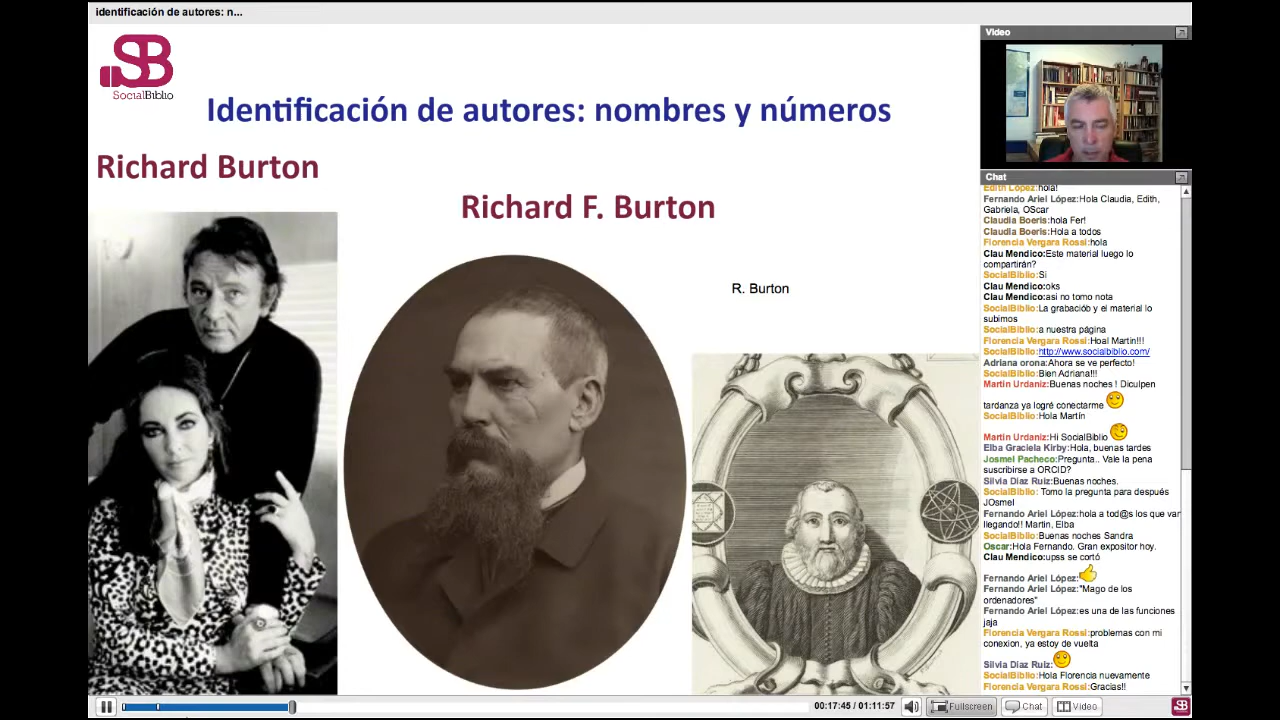 identificación de autores: n...
SB
SocialBiblio
Identificación de autores: nombres y números
Richard Burton
Richard F. Burton
R. Burton
Video
Chat
Edith López:hola!
Fernando Ariel López:Hola Claudia, Edith,
Gabriela, OScar
Claudia Boeris:hola Fer!
Claudia Boeris:Hola a todos
Florencia Vergara Rossi:hola
Clau Mendico:Este material luego lo
compartirán?
SocialBiblio:Si
Clau Mendico:oks
Clau Mendico:asi no tomo nota
SocialBiblio:La grabacióby y el material lo
subimos
SocialBiblio:a nuestra página
Florencia Vergara Rossi:Hoal Martin!!!
SocialBiblio:http://www.socialbiblio.com/
Adriana orona:Ahora se ve perfecto!
SocialBiblio:Bien Adriana!!!
Martin Urdaniz:Buenas noches ! Diculpen
tardanza ya logré conectarme
SocialBiblio:Hola Martín
Martin Urdaniz:Hi SocialBiblio
Elba Graciela Kirby:Hola, buenas tardes
Josmel Pacheco:Pregunta.. Vale la pena
suscribirse a ORCID?
Silvia Díaz Ruiz:Buenas noches.
SocialBiblio: Tomo la pregunta para después
JOsmel
Fernando Ariel López:hola a tod@s los que van
llegando!! Martin, Elba
SocialBiblio:Buenas noches Sandra
Oscar:Hola Fernando. Gran expositor hoy.
Clau Mendico:upss se cortó
Fernando Ariel López:
Fernando Ariel López:"Mago de los
ordenadores"
Fernando Ariel López:es una de las funciones
jaja
Florencia Vergara Rossi:problemas con mi
conexion, ya estoy de vuelta
Silvia Díaz Ruiz:
SocialBiblio:Hola Florencia nuevamente
Florencia Vergara Rossi:Gracias!!
00:17:45 / 01:11:57
Fullscreen
Chat
Video
SB